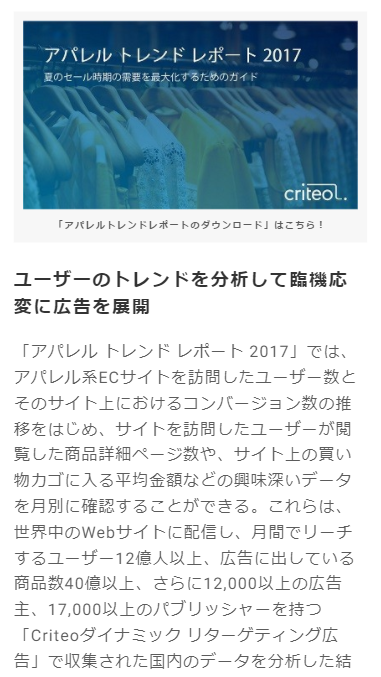 アパレル トレンド レポート 2017
夏のセール時期の需要を最大化するためのガイド
criteo
「アパレルトレンドレポートのダウンロード」はこちら！
ユーザーのトレンドを分析して臨機応
変に広告を展開
「アパレル トレンド レポート 2017」では、
アパレル系ECサイトを訪問したユーザー数と
そのサイト上におけるコンバージョン数の推
移をはじめ、サイトを訪問したユーザーが閲
覧した商品詳細ページ数や、サイト上の買い
物カゴに入る平均金額などの興味深いデータ
を月別に確認することができる。これらは、
世界中のWebサイトに配信し、月間でリーチ
するユーザー12億人以上、広告に出している
商品数40億以上、さらに12,000以上の広告
主、17,000以上のパブリッシャーを持つ
「Criteoダイナミック リターゲティング広
告」で収集された国内のデータを分析した結